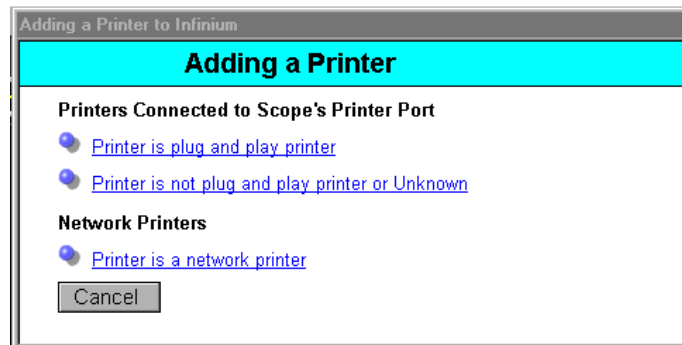 Adding a Printer to Infinium
Adding a Printer
Printers Connected to Scope's Printer Port
Printer is plug and play printer
Printer is not plug and play printer or Unknown
Network Printers
Printer is a network printer
Cancel